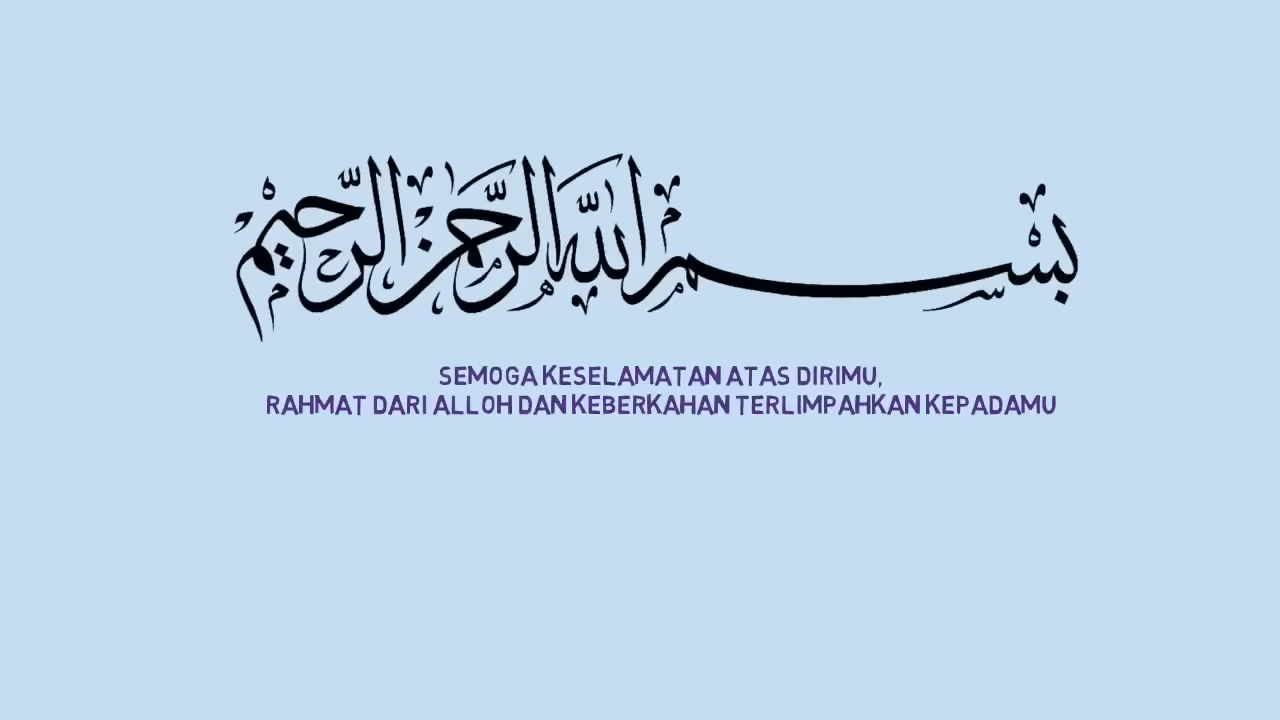 بسم الله الرحمن الرحيم
SEMOGA KESELAMATAN ATAS DIRIMU,
RAHMAT DARI ALLOH DAN KEBERKAHAN TERLIMPAHKAN KEPADAMU